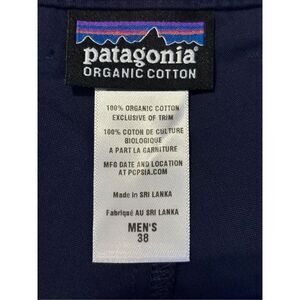 patagonia®
ORGANIC COTTON
100% ORGANIC COTTON
EXCLUSIVE OF TRIM
100% COTON DE CULTURE
BIOLOGIQUE
A PART LA GARNITURE
MFG DATE AND LOCATION
AT PCPSIA.COM
Made in SRI LANKA
Fabriqué AU SRI LANKA
MEN'S
38